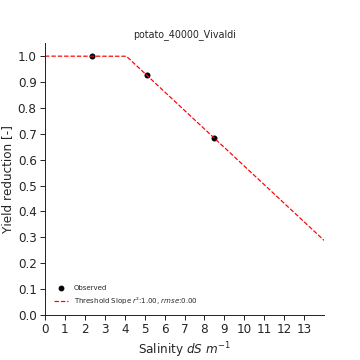 potato_40000_Vivaldi
1.0
0.9
0.8
0.7
0.6
0.5
0.4
0.3
0.2
0.1
0.0
Yield reduction [-]
Observed
Threshold Slope r²:1.00, rmse:0.00
0 1 2 3 4 5 6 7 8 9 10 11 12 13
Salinity dS m⁻¹